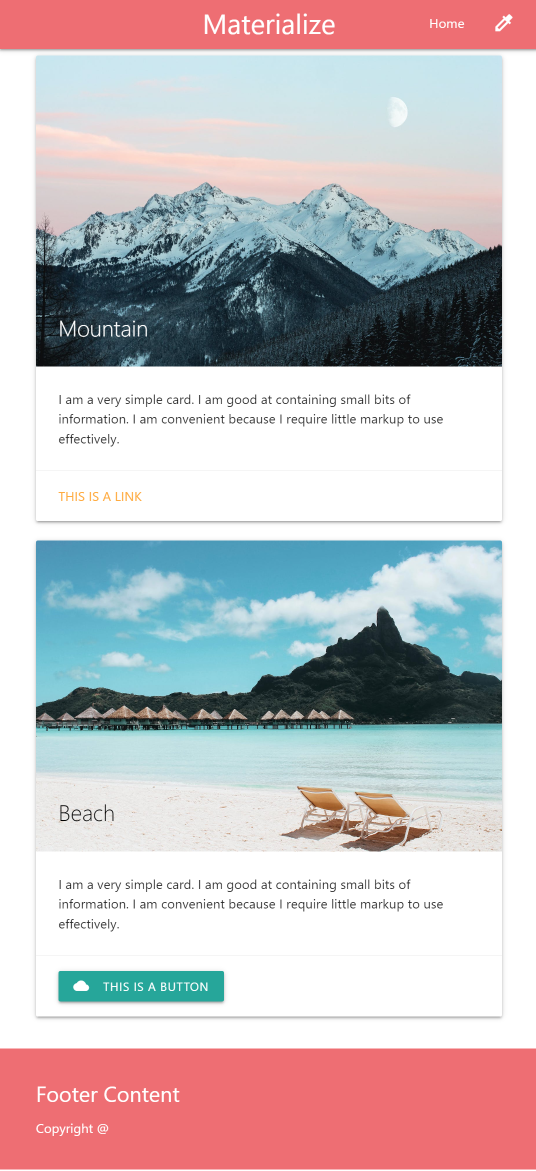 Materialize
Home
Mountain
I am a very simple card. I am good at containing small bits of
information. I am convenient because I require little markup to use
effectively.
THIS IS A LINK
Beach
I am a very simple card. I am good at containing small bits of
information. I am convenient because I require little markup to use
effectively.
THIS IS A BUTTON
Footer Content
Copyright @